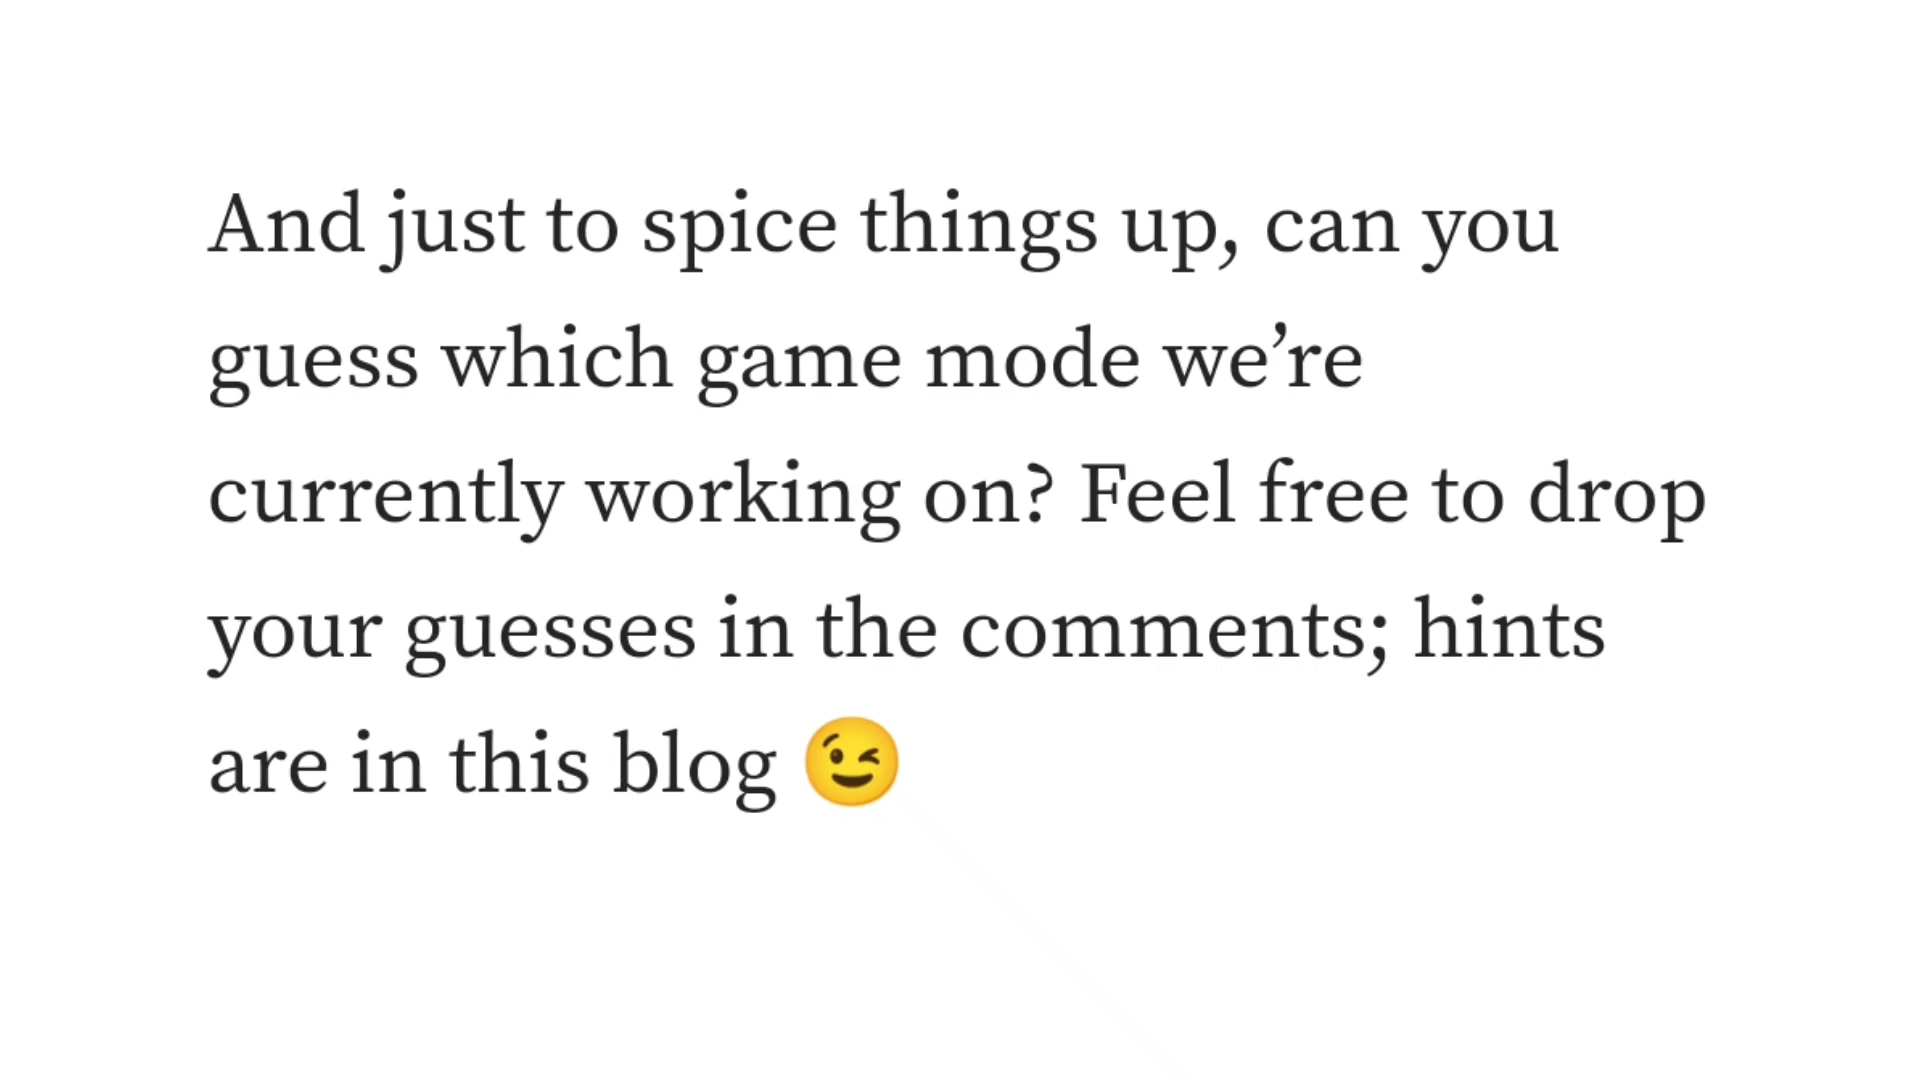 And just to spice things up, can you
guess which game mode we’re
currently working on? Feel free to drop
your guesses in the comments; hints
are in this blog 😉